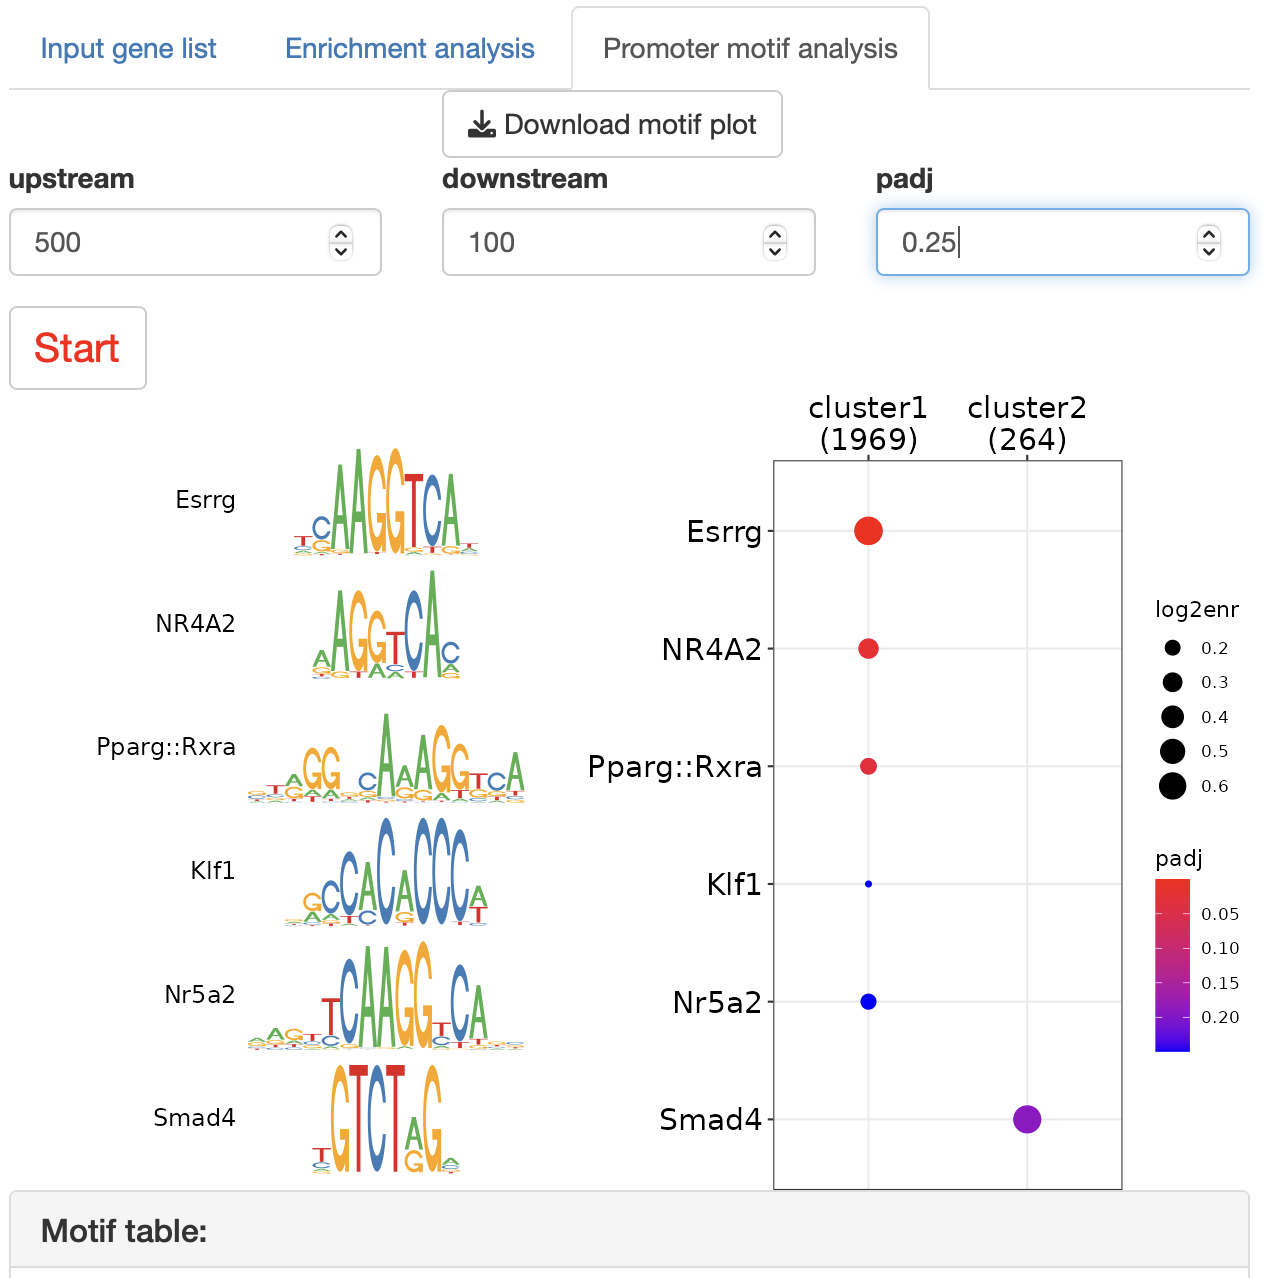 Input gene list
Enrichment analysis
Promoter motif analysis
Download motif plot
upstream
downstream
padj
500
100
0.25
Start
cluster1
(1969)
cluster2
(264)
Esrrg
NR4A2
Pparg::Rxra
Klf1
Nr5a2
Smad4
Esrrg
NR4A2
Pparg::Rxra
Klf1
Nr5a2
Smad4
log2enr
0.2
0.3
0.4
0.5
0.6
padj
0.05
0.10
0.15
0.20
Motif table: